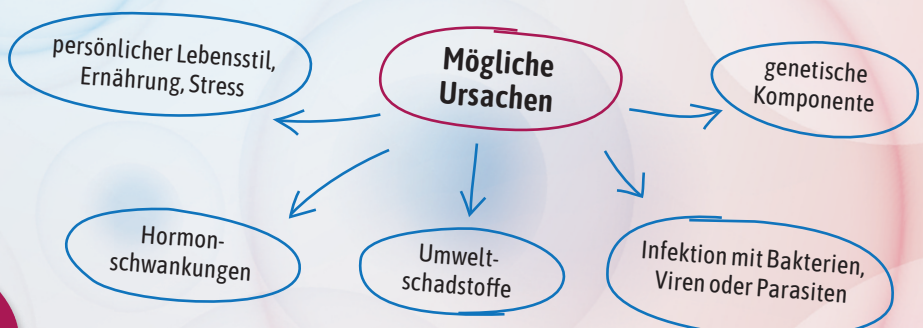 persönlicher Lebensstil,
Ernährung, Stress
Mögliche
Ursachen
genetische
Komponente
Hormon-
schwankungen
Umwelt-
schadstoffe
Infektion mit Bakterien,
Viren oder Parasiten